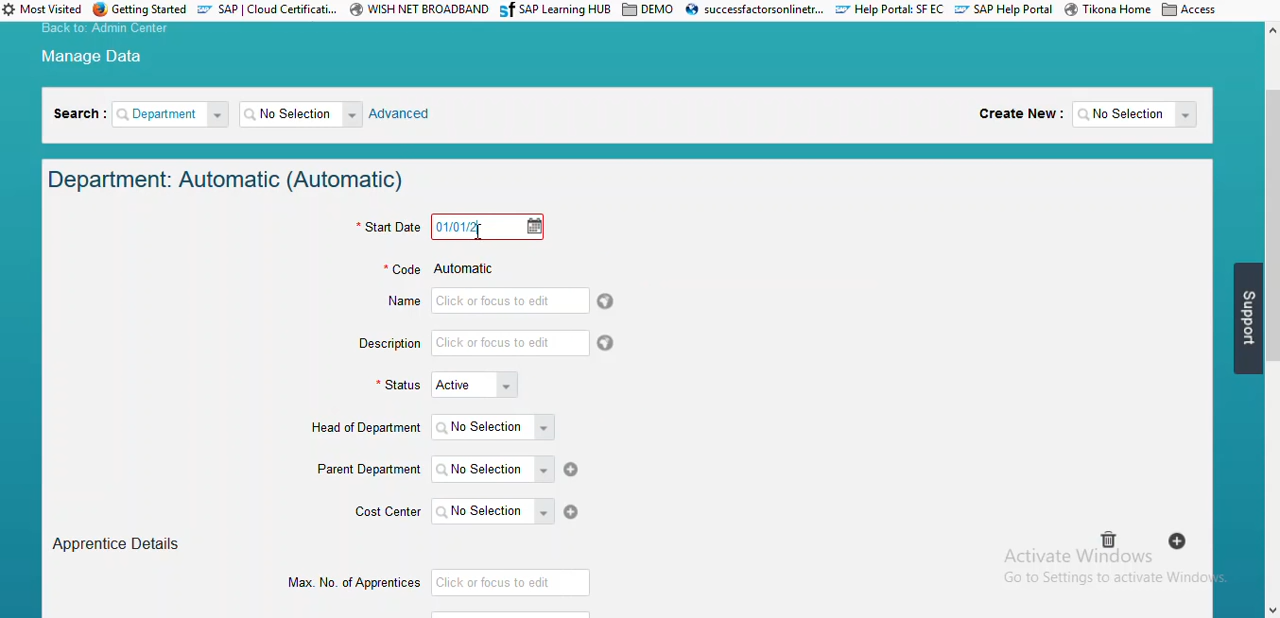 Most Visited Getting Started SAP | Cloud Certificati... WISH NET BROADBAND SAP Learning HUB DEMO successfactorsonlinetr... Help Portal: SF EC SAP Help Portal Tikona Home Access
Back to: Admin Center
Manage Data
Search : Department No Selection Advanced Create New : No Selection
Department: Automatic (Automatic)
* Start Date 01/01/2
* Code Automatic
Name Click or focus to edit
Description Click or focus to edit
* Status Active
Head of Department No Selection
Parent Department No Selection
Cost Center No Selection
Apprentice Details
Max. No. of Apprentices Click or focus to edit
Support
Activate Windows
Go to Settings to activate Windows.